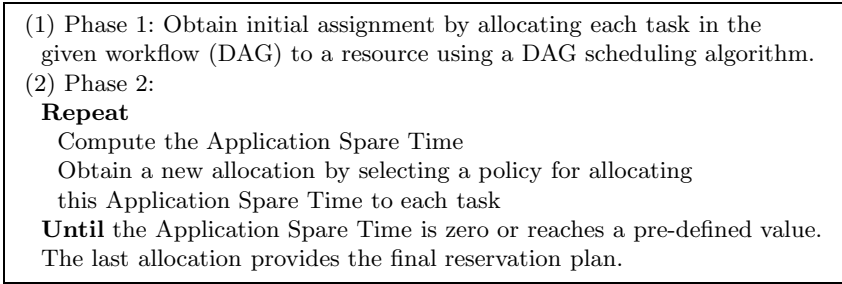 (1) Phase 1: Obtain initial assignment by allocating each task in the
given workflow (DAG) to a resource using a DAG scheduling algorithm.
(2) Phase 2:
Repeat
Compute the Application Spare Time
Obtain a new allocation by selecting a policy for allocating
this Application Spare Time to each task
Until the Application Spare Time is zero or reaches a pre-defined value.
The last allocation provides the final reservation plan.